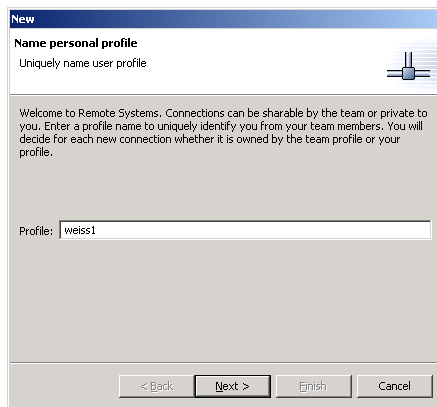 New
Name personal profile
Uniquely name user profile
Welcome to Remote Systems. Connections can be sharable by the team or private to
you. Enter a profile name to uniquely identify you from your team members. You will
decide for each new connection whether it is owned by the team profile or your
profile.
Profile: weiss1
< Back Next > Finish Cancel